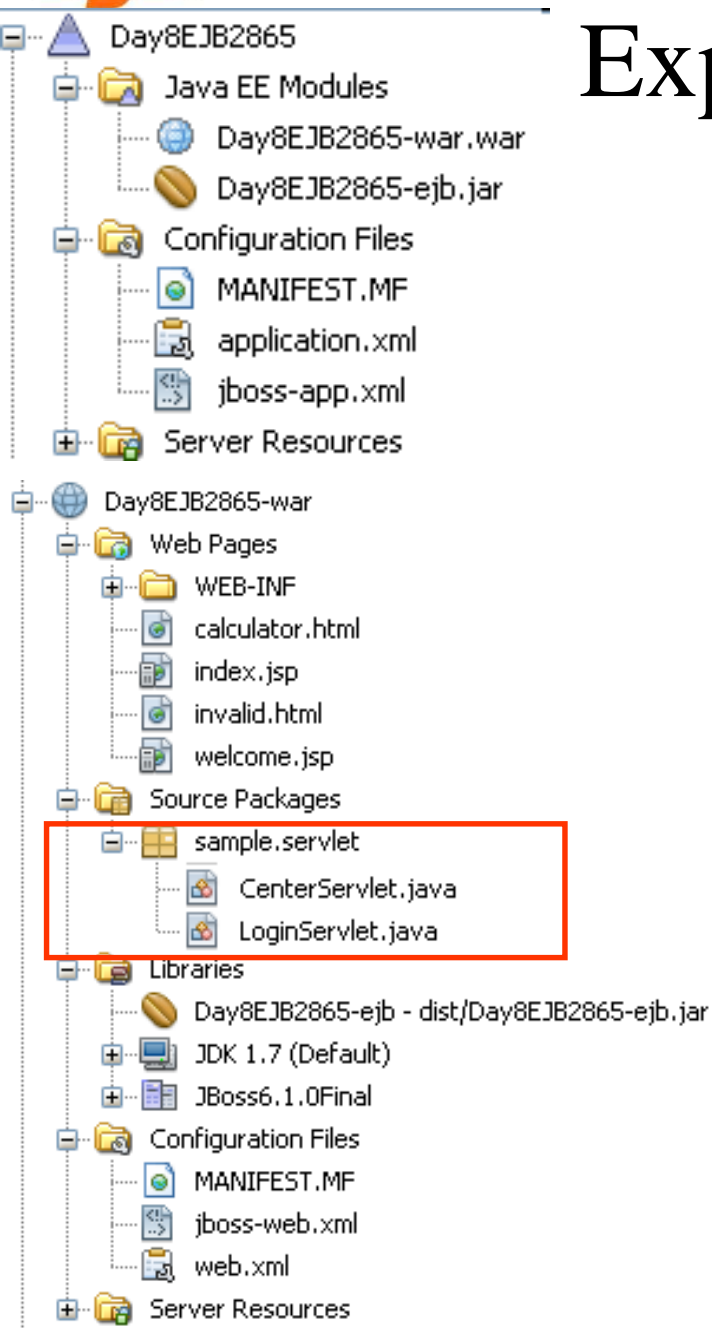 Day8EJB2865
Exp
Java EE Modules
Day8EJB2865-war.war
Day8EJB2865-ejb.jar
Configuration Files
MANIFEST.MF
application.xml
jboss-app.xml
Server Resources
Day8EJB2865-war
Web Pages
WEB-INF
calculator.html
index.jsp
invalid.html
welcome.jsp
Source Packages
sample.servlet
CenterServlet.java
LoginServlet.java
Libraries
Day8EJB2865-ejb - dist/Day8EJB2865-ejb.jar
JDK 1.7 (Default)
JBoss6.1.0Final
Configuration Files
MANIFEST.MF
jboss-web.xml
web.xml
Server Resources